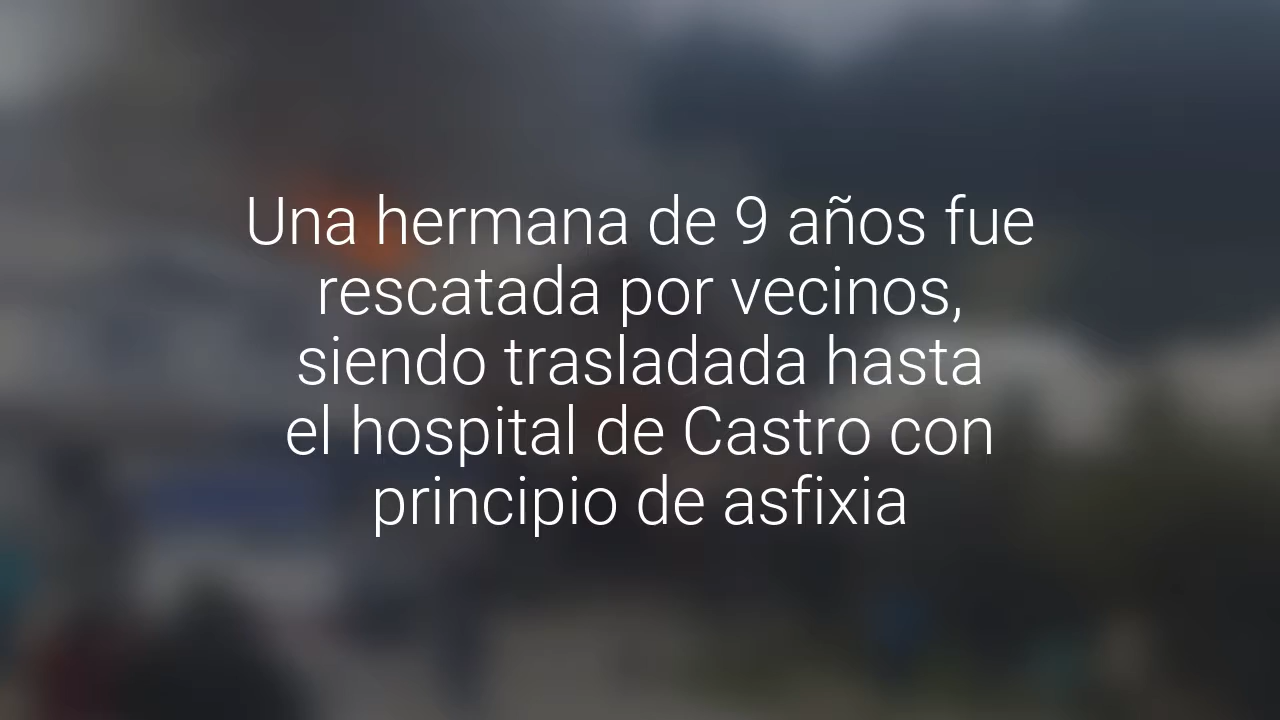 Una hermana de 9 años fue
rescatada por vecinos,
siendo trasladada hasta
el hospital de Castro con
principio de asfixia